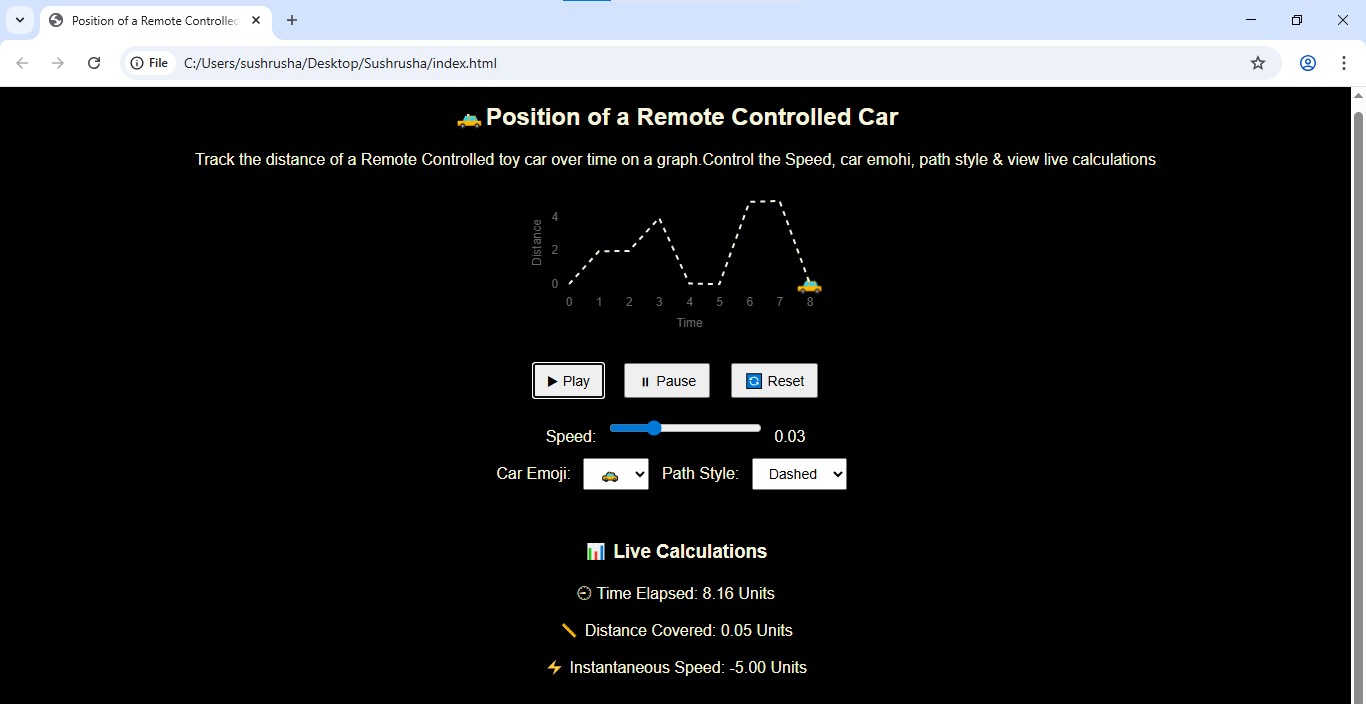 Position of a Remote Controlled
File C:/Users/sushrusha/Desktop/Sushrusha/index.html
Position of a Remote Controlled Car
Track the distance of a Remote Controlled toy car over time on a graph.Control the Speed, car emohi, path style & view live calculations
Distance
4
2
0
0 1 2 3 4 5 6 7 8
Time
Play Pause Reset
Speed: 0.03
Car Emoji: Path Style: Dashed
Live Calculations
Time Elapsed: 8.16 Units
Distance Covered: 0.05 Units
Instantaneous Speed: -5.00 Units